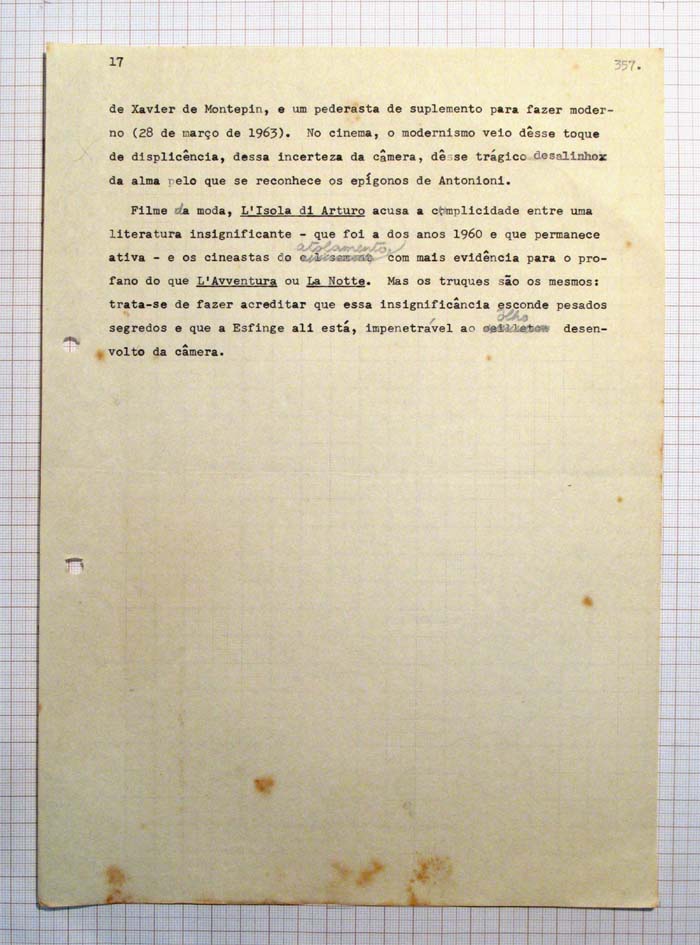 17 357.
de Xavier de Montepin, e um pederasta de suplemento para fazer moder-
no (28 de março de 1963). No cinema, o modernismo veio dêsse toque
de displicência, dessa incerteza da câmera, dêsse trágico desalinho
da alma pelo que se reconhece os epígonos de Antonioni.
Filme da moda, L'Isola di Arturo acusa a cumplicidade entre uma
literatura insignificante - que foi a dos anos 1960 e que permanece
atolamento
ativa - e os cineastas do com mais evidência para o pro-
fano do que L'Avventura ou La Notte. Mas os truques são os mesmos:
trata-se de fazer acreditar que essa insignificância esconde pesados
ôlho
segredos e que a Esfinge ali está, impenetrável ao desen-
volto da câmera.